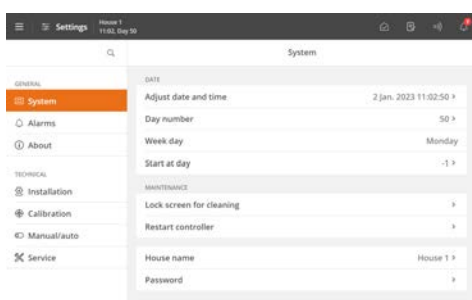 Settings
House 1
11:02, Day 50
System
GENERAL
System
Alarms
About
TECHNICAL
Installation
Calibration
Manual/auto
Service
DATE
Adjust date and time 2 Jan. 2023 11:02:50
Day number 50
Week day Monday
Start at day -1
MAINTENANCE
Lock screen for cleaning
Restart controller
House name House 1
Password